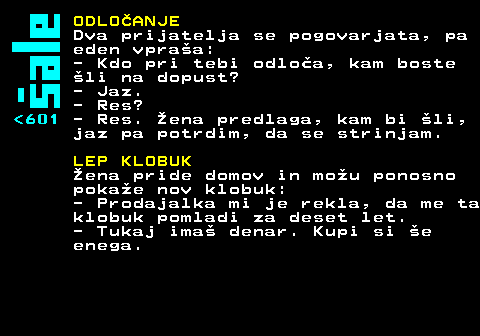 Šale
<601
ODLOČANJE
Dva prijatelja se pogovarjata, pa
eden vpraša:
- Kdo pri tebi odloča, kam boste
šli na dopust?
- Jaz.
- Res?
- Res. Žena predlaga, kam bi šli,
jaz pa potrdim, da se strinjam.
LEP KLOBUK
Žena pride domov in možu ponosno
pokaže nov klobuk:
- Prodajalka mi je rekla, da me ta
klobuk pomladi za deset let.
- Tukaj imaš denar. Kupi si še
enega.